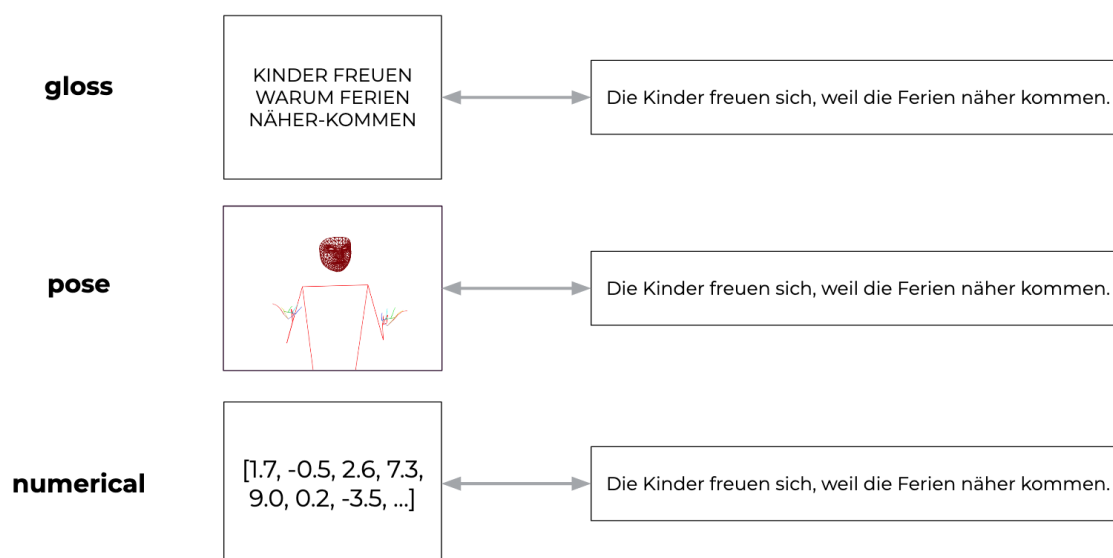 gloss
KINDER FREUEN
WARUM FERIEN
NÄHER-KOMMEN
Die Kinder freuen sich, weil die Ferien näher kommen.
pose
Die Kinder freuen sich, weil die Ferien näher kommen.
numerical
[1.7, -0.5, 2.6, 7.3,
9.0, 0.2, -3.5, ...]
Die Kinder freuen sich, weil die Ferien näher kommen.